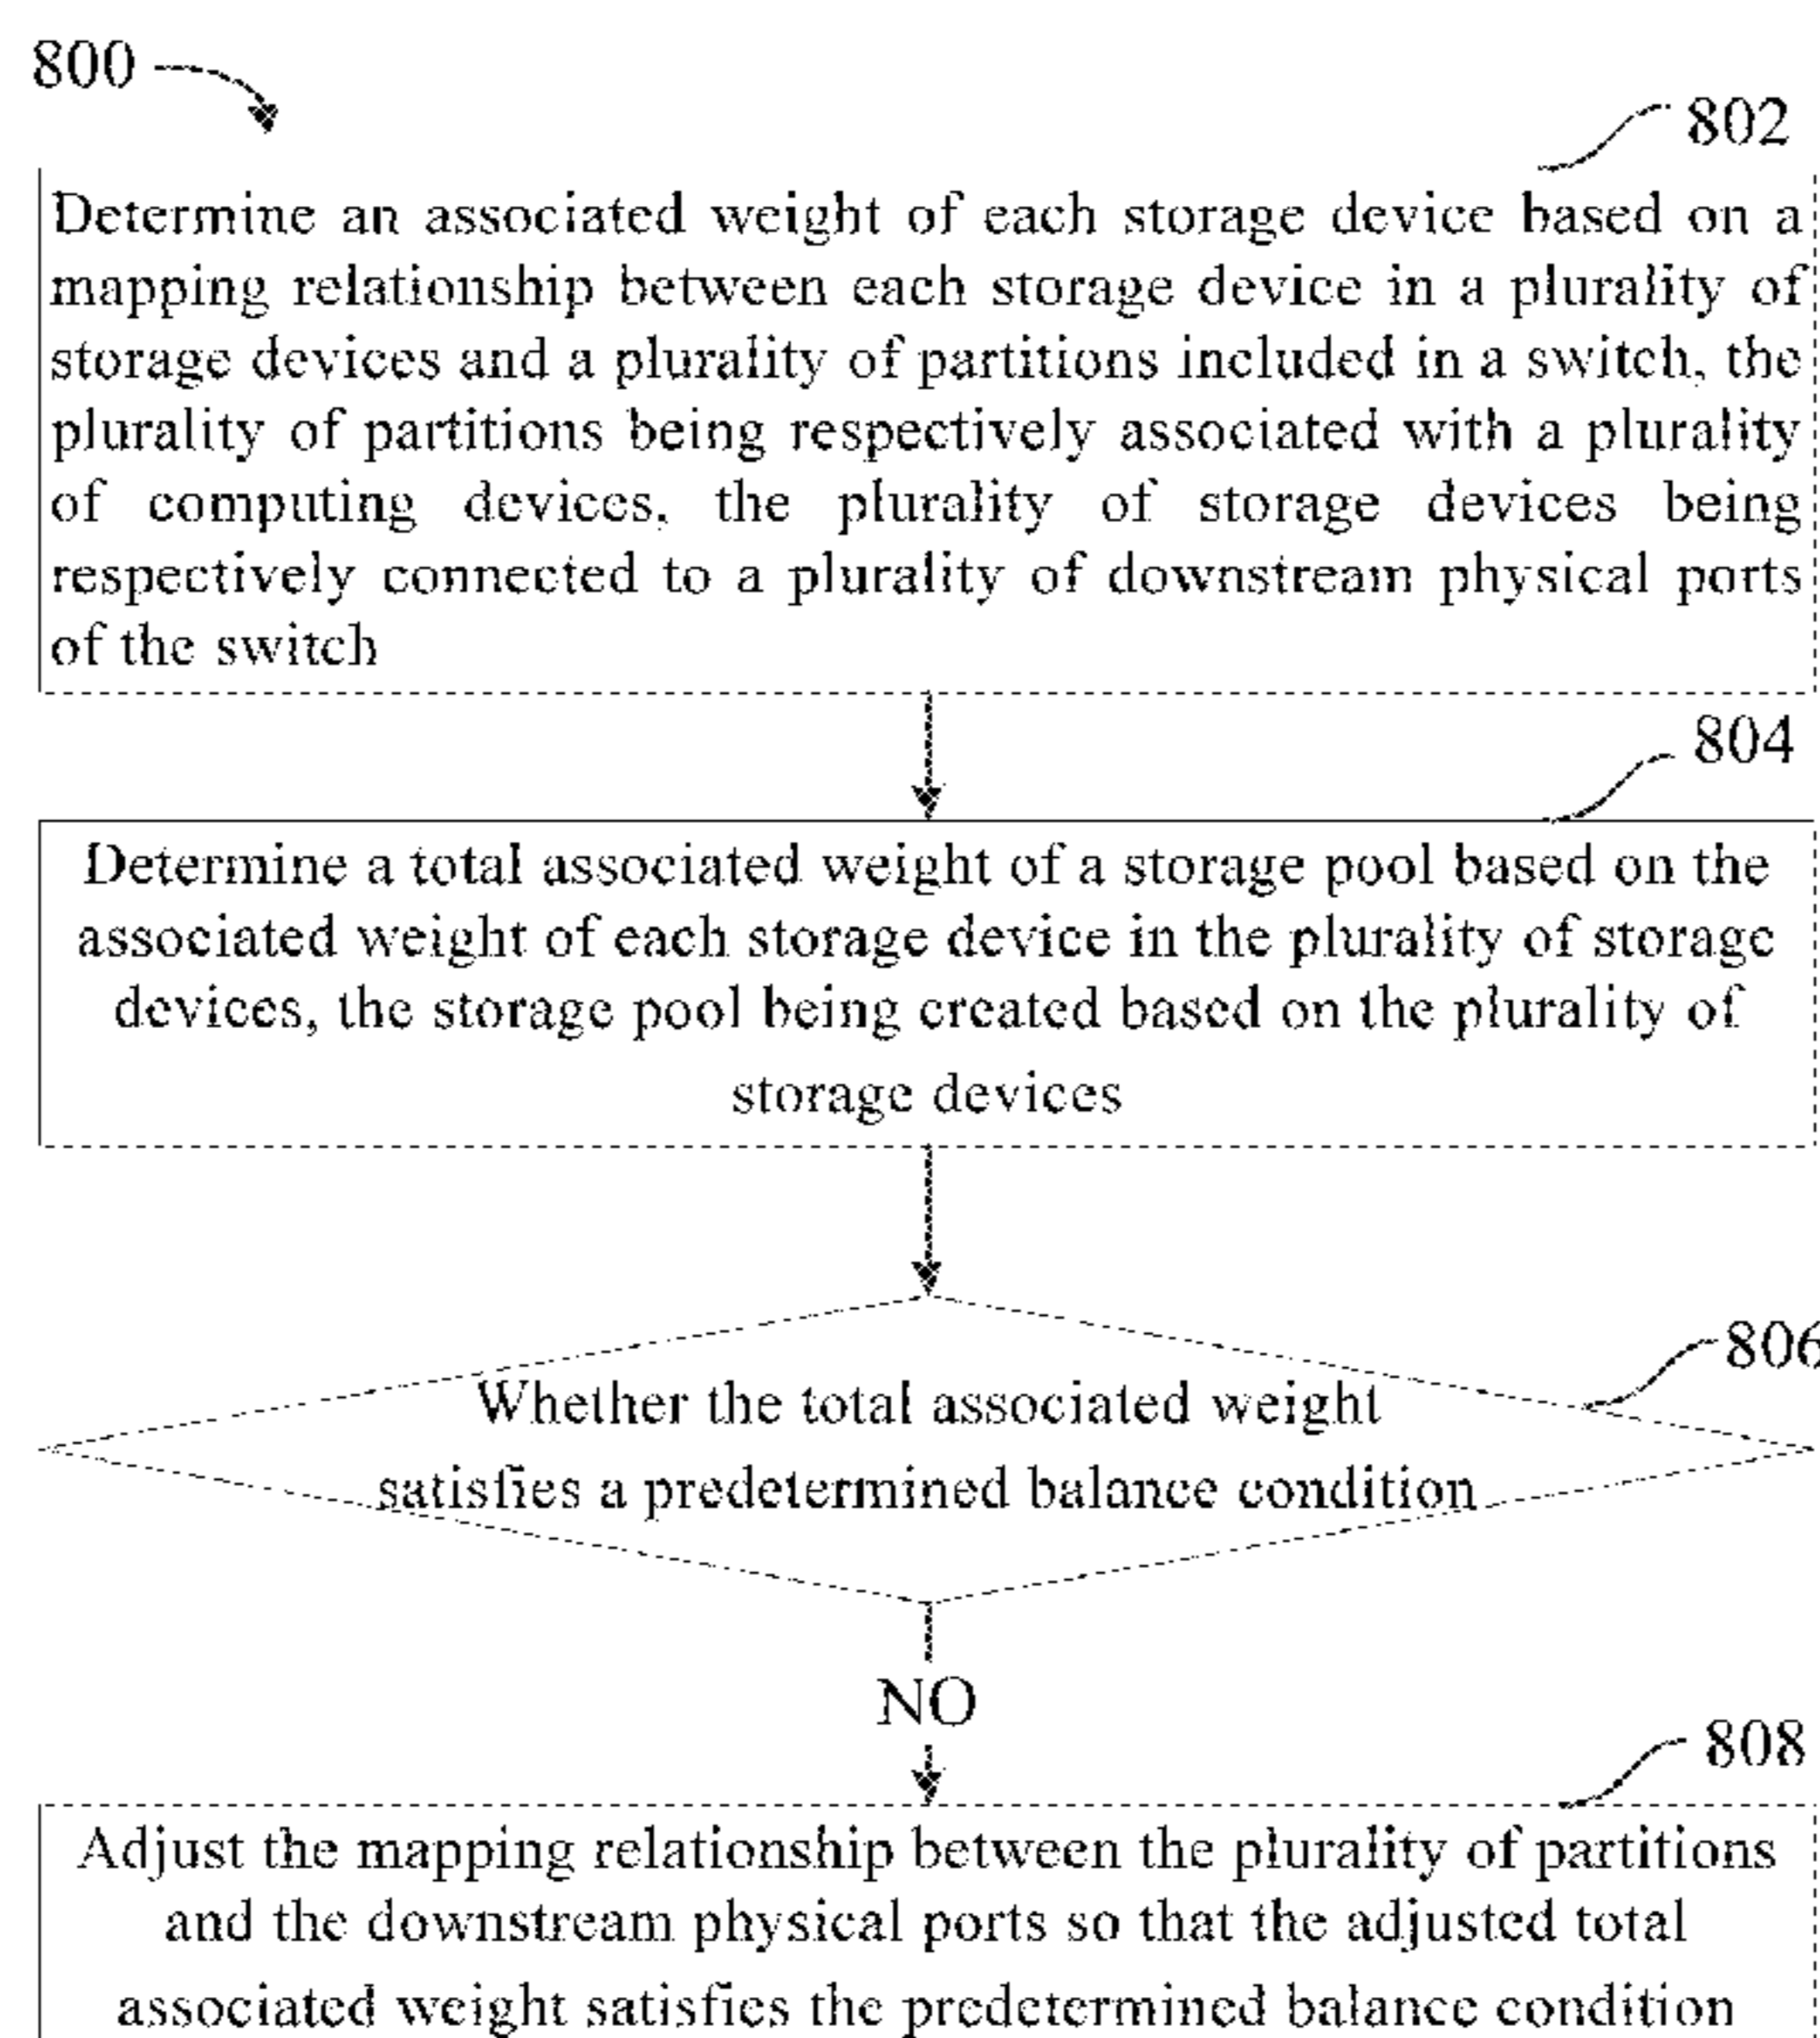 800
802
Determine an associated weight of each storage device based on a
mapping relationship between each storage device in a plurality of
storage devices and a plurality of partitions included in a switch, the
plurality of partitions being respectively associated with a plurality
of computing devices, the plurality of storage devices being
respectively connected to a plurality of downstream physical ports
of the switch
804
Determine a total associated weight of a storage pool based on the
associated weight of each storage device in the plurality of storage
devices, the storage pool being created based on the plurality of
storage devices
806
Whether the total associated weight
satisfies a predetermined balance condition
NO
808
Adjust the mapping relationship between the plurality of partitions
and the downstream physical ports so that the adjusted total
associated weight satisfies the predetermined balance condition